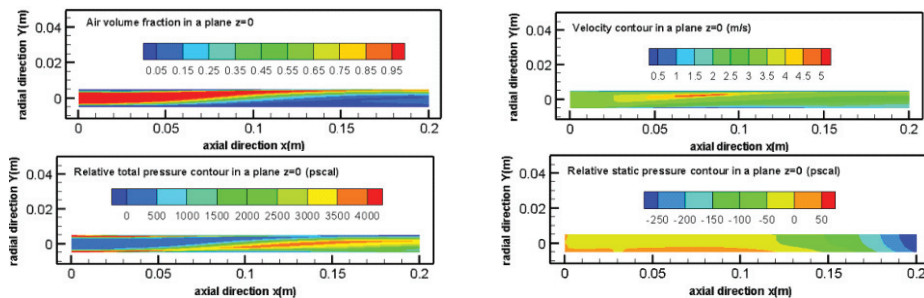 Air volume fraction in a plane z=0
0.05 0.15 0.25 0.35 0.45 0.55 0.65 0.75 0.85 0.95
radial direction Y(m)
0.04
0.02
0
0 0.05 0.1 0.15 0.2
axial direction x(m)
Velocity contour in a plane z=0 (m/s)
0.5 1 1.5 2 2.5 3 3.5 4 4.5 5
radial direction Y(m)
0.04
0.02
0
0 0.05 0.1 0.15 0.2
axial direction x(m)
Relative total pressure contour in a plane z=0 (pscal)
0 500 1000 1500 2000 2500 3000 3500 4000
radial direction Y(m)
0.04
0.02
0
0 0.05 0.1 0.15 0.2
axial direction x(m)
Relative static pressure contour in a plane z=0 (pscal)
-250 -200 -150 -100 -50 0 50
radial direction Y(m)
0.04
0.02
0
0 0.05 0.1 0.15 0.2
axial direction x(m)